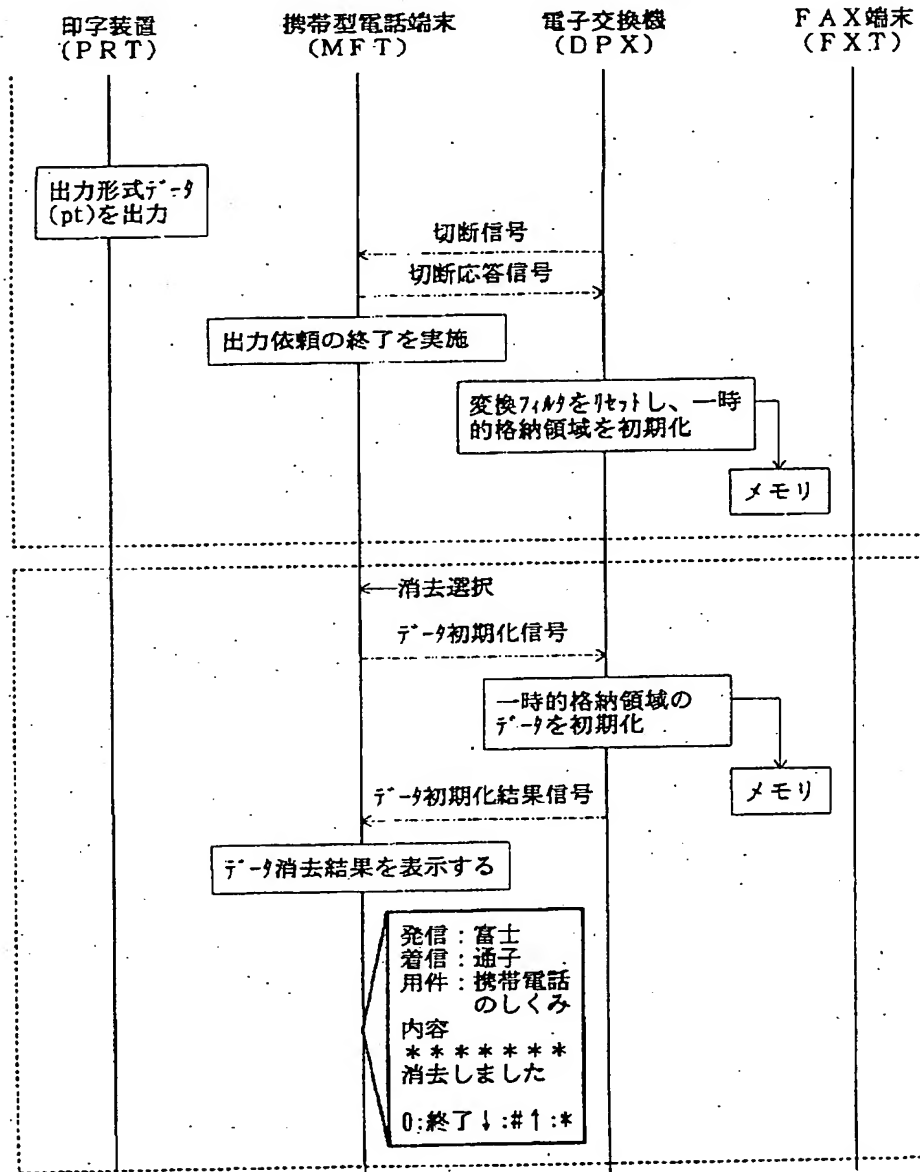 印字装置
(PRT)
携帯型電話端末
(MFT)
電子交換機
(DPX)
FAX端末
(FXT)
出力形式データ
(pt)を出力
切断信号
切断応答信号
出力依頼の終了を実施
変換フィルタをリセットし、一時
的格納領域を初期化
メモリ
消去選択
データ初期化信号
一時的格納領域の
データを初期化
メモリ
データ初期化結果信号
データ消去結果を表示する
発信:富士
着信:通子
用件:携帯電話
のしくみ
内容
*******
消去しました
0:終了↓:#↑:*